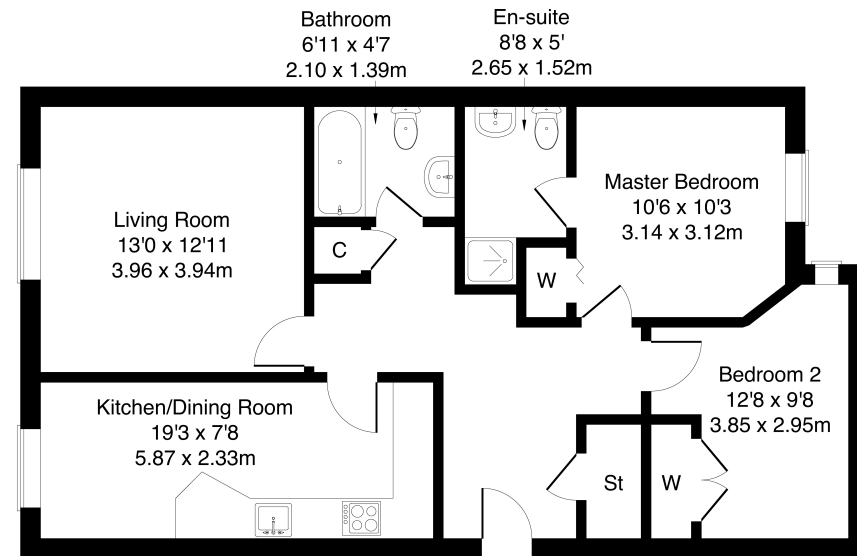 Bathroom
6'11 x 4'7
2.10 x 1.39m
En-suite
8'8 x 5'
2.65 x 1.52m
Living Room
13'0 x 12'11
3.96 x 3.94m
C
W
Master Bedroom
10'6 x 10'3
3.14 x 3.12m
Kitchen/Dining Room
19'3 x 7'8
5.87 x 2.33m
Bedroom 2
12'8 x 9'8
3.85 x 2.95m
St
W